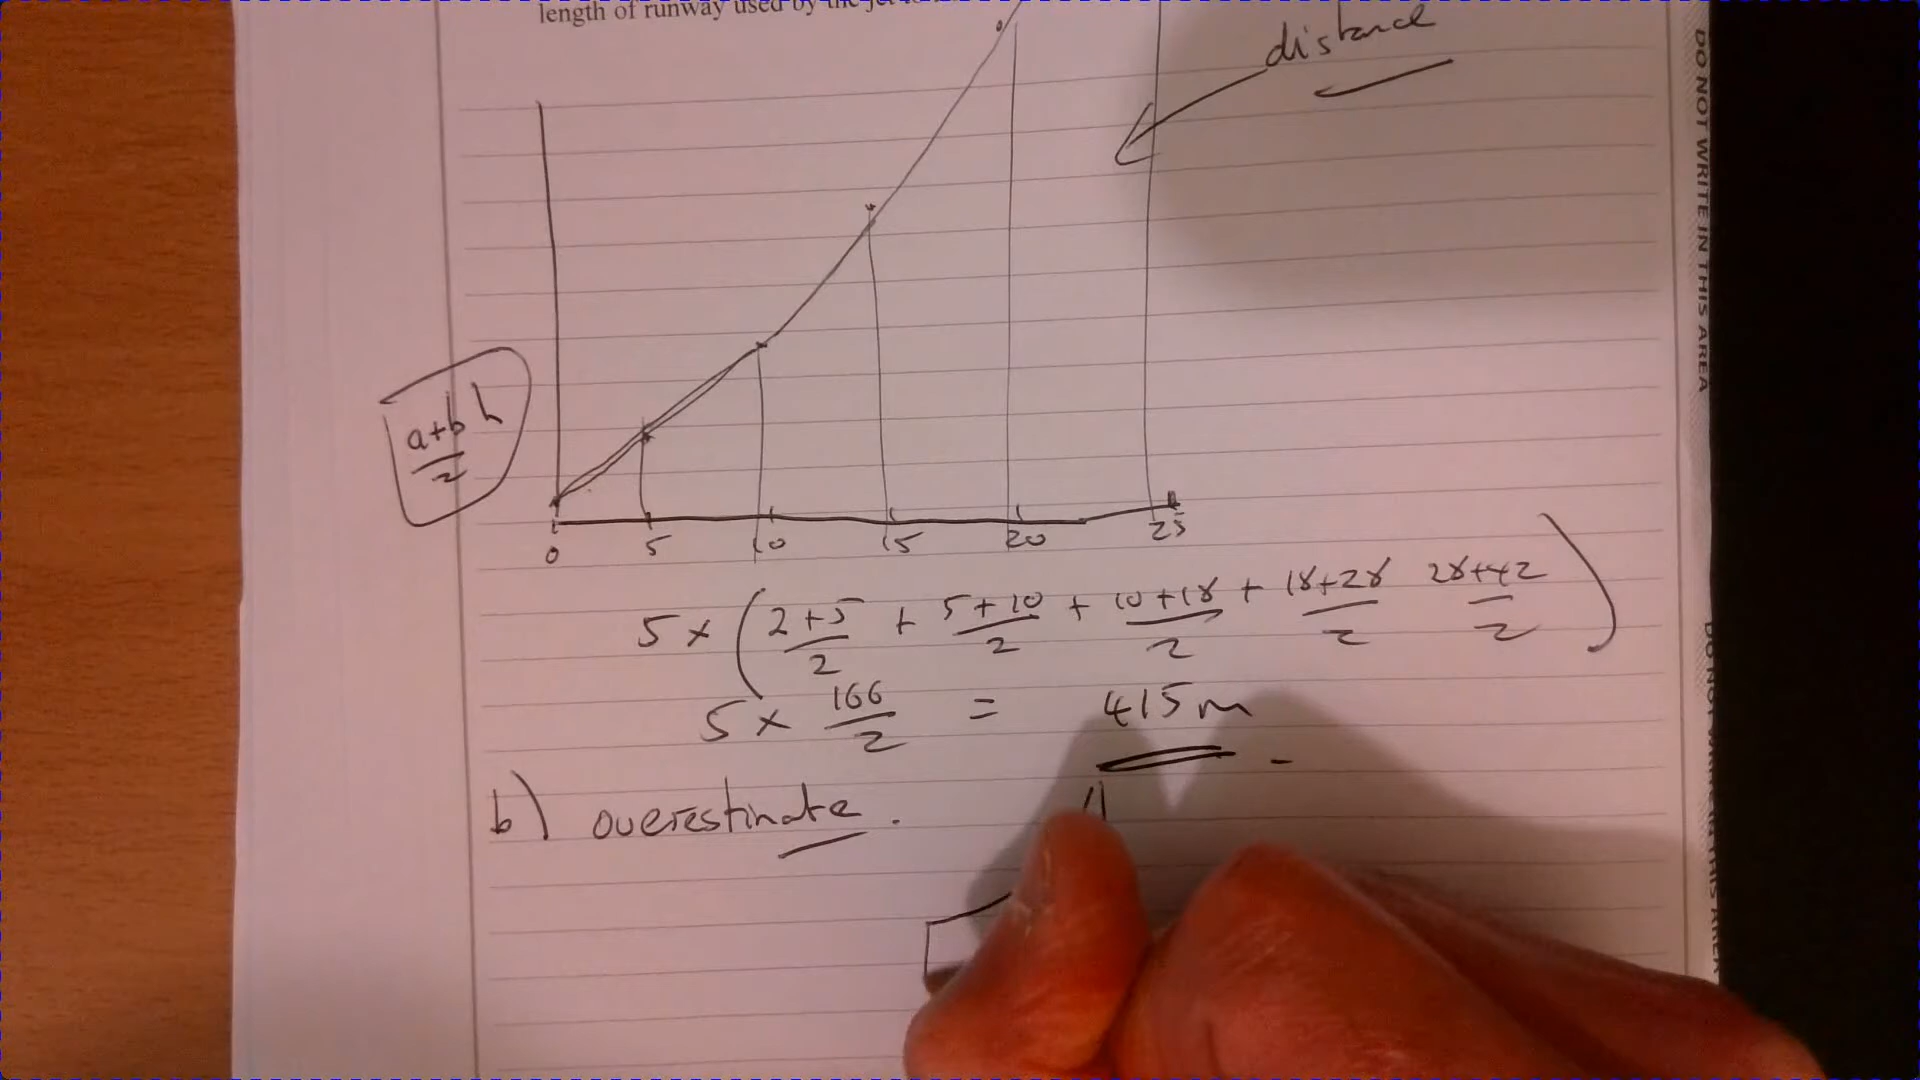 length of runway used by the jet
distance
DO NOT WRITE IN THIS AREA
a+b h
2
0 5 10 15 20 25
5 × ( 2+5 + 5+10 + 10+18 + 18+28 28+42 )
2 2 2 2 2
5 × 166 = 415m
2
b) overestimate.